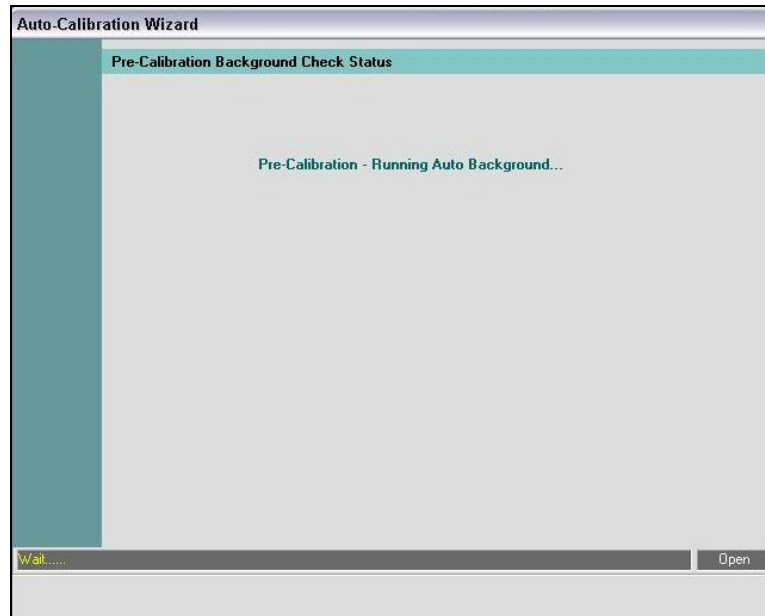 Auto-Calibration Wizard
Pre-Calibration Background Check Status
Pre-Calibration - Running Auto Background...
Wait...... Open